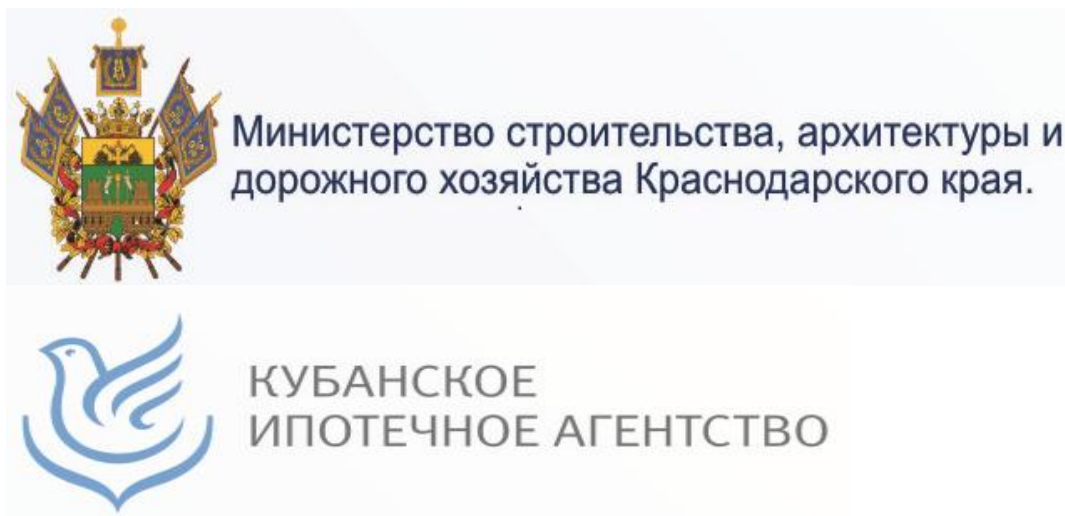 Министерство строительства, архитектуры и
дорожного хозяйства Краснодарского края.
КУБАНСКОЕ
ИПОТЕЧНОЕ АГЕНТСТВО